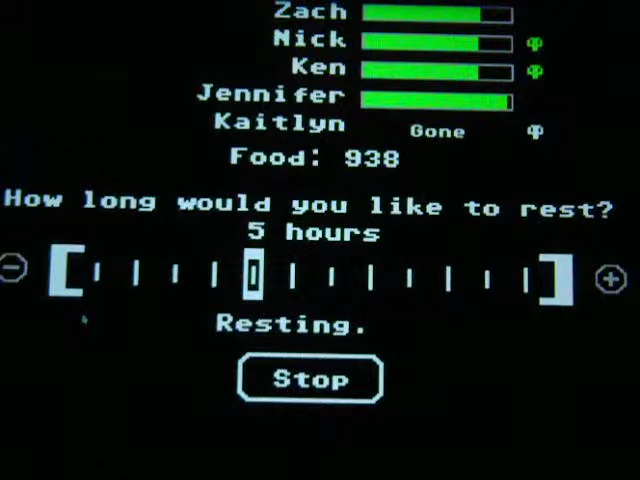 Zach
Nick
Ken
Jennifer
Kaitlyn Gone
Food: 938
How long would you like to rest?
5 hours
Resting.
Stop